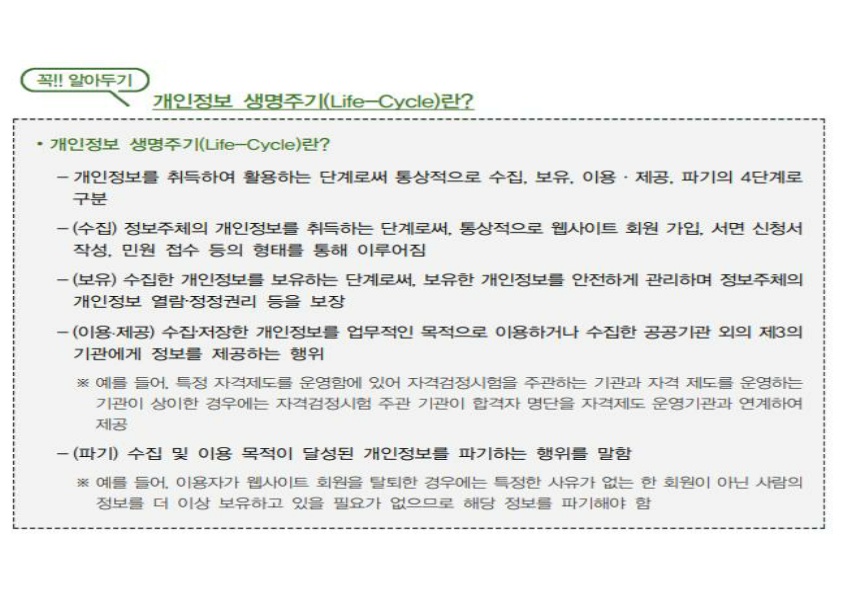 꼭!! 알아두기
개인정보 생명주기(Life-Cycle)란?
• 개인정보 생명주기(Life-Cycle)란?
– 개인정보를 취득하여 활용하는 단계로써 통상적으로 수집, 보유, 이용 · 제공, 파기의 4단계로
구분
– (수집) 정보주체의 개인정보를 취득하는 단계로써, 통상적으로 웹사이트 회원 가입, 서면 신청서
작성, 민원 접수 등의 형태를 통해 이루어짐
– (보유) 수집한 개인정보를 보유하는 단계로써, 보유한 개인정보를 안전하게 관리하며 정보주체의
개인정보 열람·정정권리 등을 보장
– (이용·제공) 수집·저장한 개인정보를 업무적인 목적으로 이용하거나 수집한 공공기관 외의 제3의
기관에게 정보를 제공하는 행위
※ 예를 들어, 특정 자격제도를 운영함에 있어 자격검정시험을 주관하는 기관과 자격 제도를 운영하는
기관이 상이한 경우에는 자격검정시험 주관 기관이 합격자 명단을 자격제도 운영기관과 연계하여
제공
– (파기) 수집 및 이용 목적이 달성된 개인정보를 파기하는 행위를 말함
※ 예를 들어, 이용자가 웹사이트 회원을 탈퇴한 경우에는 특정한 사유가 없는 한 회원이 아닌 사람의
정보를 더 이상 보유하고 있을 필요가 없으므로 해당 정보를 파기해야 함